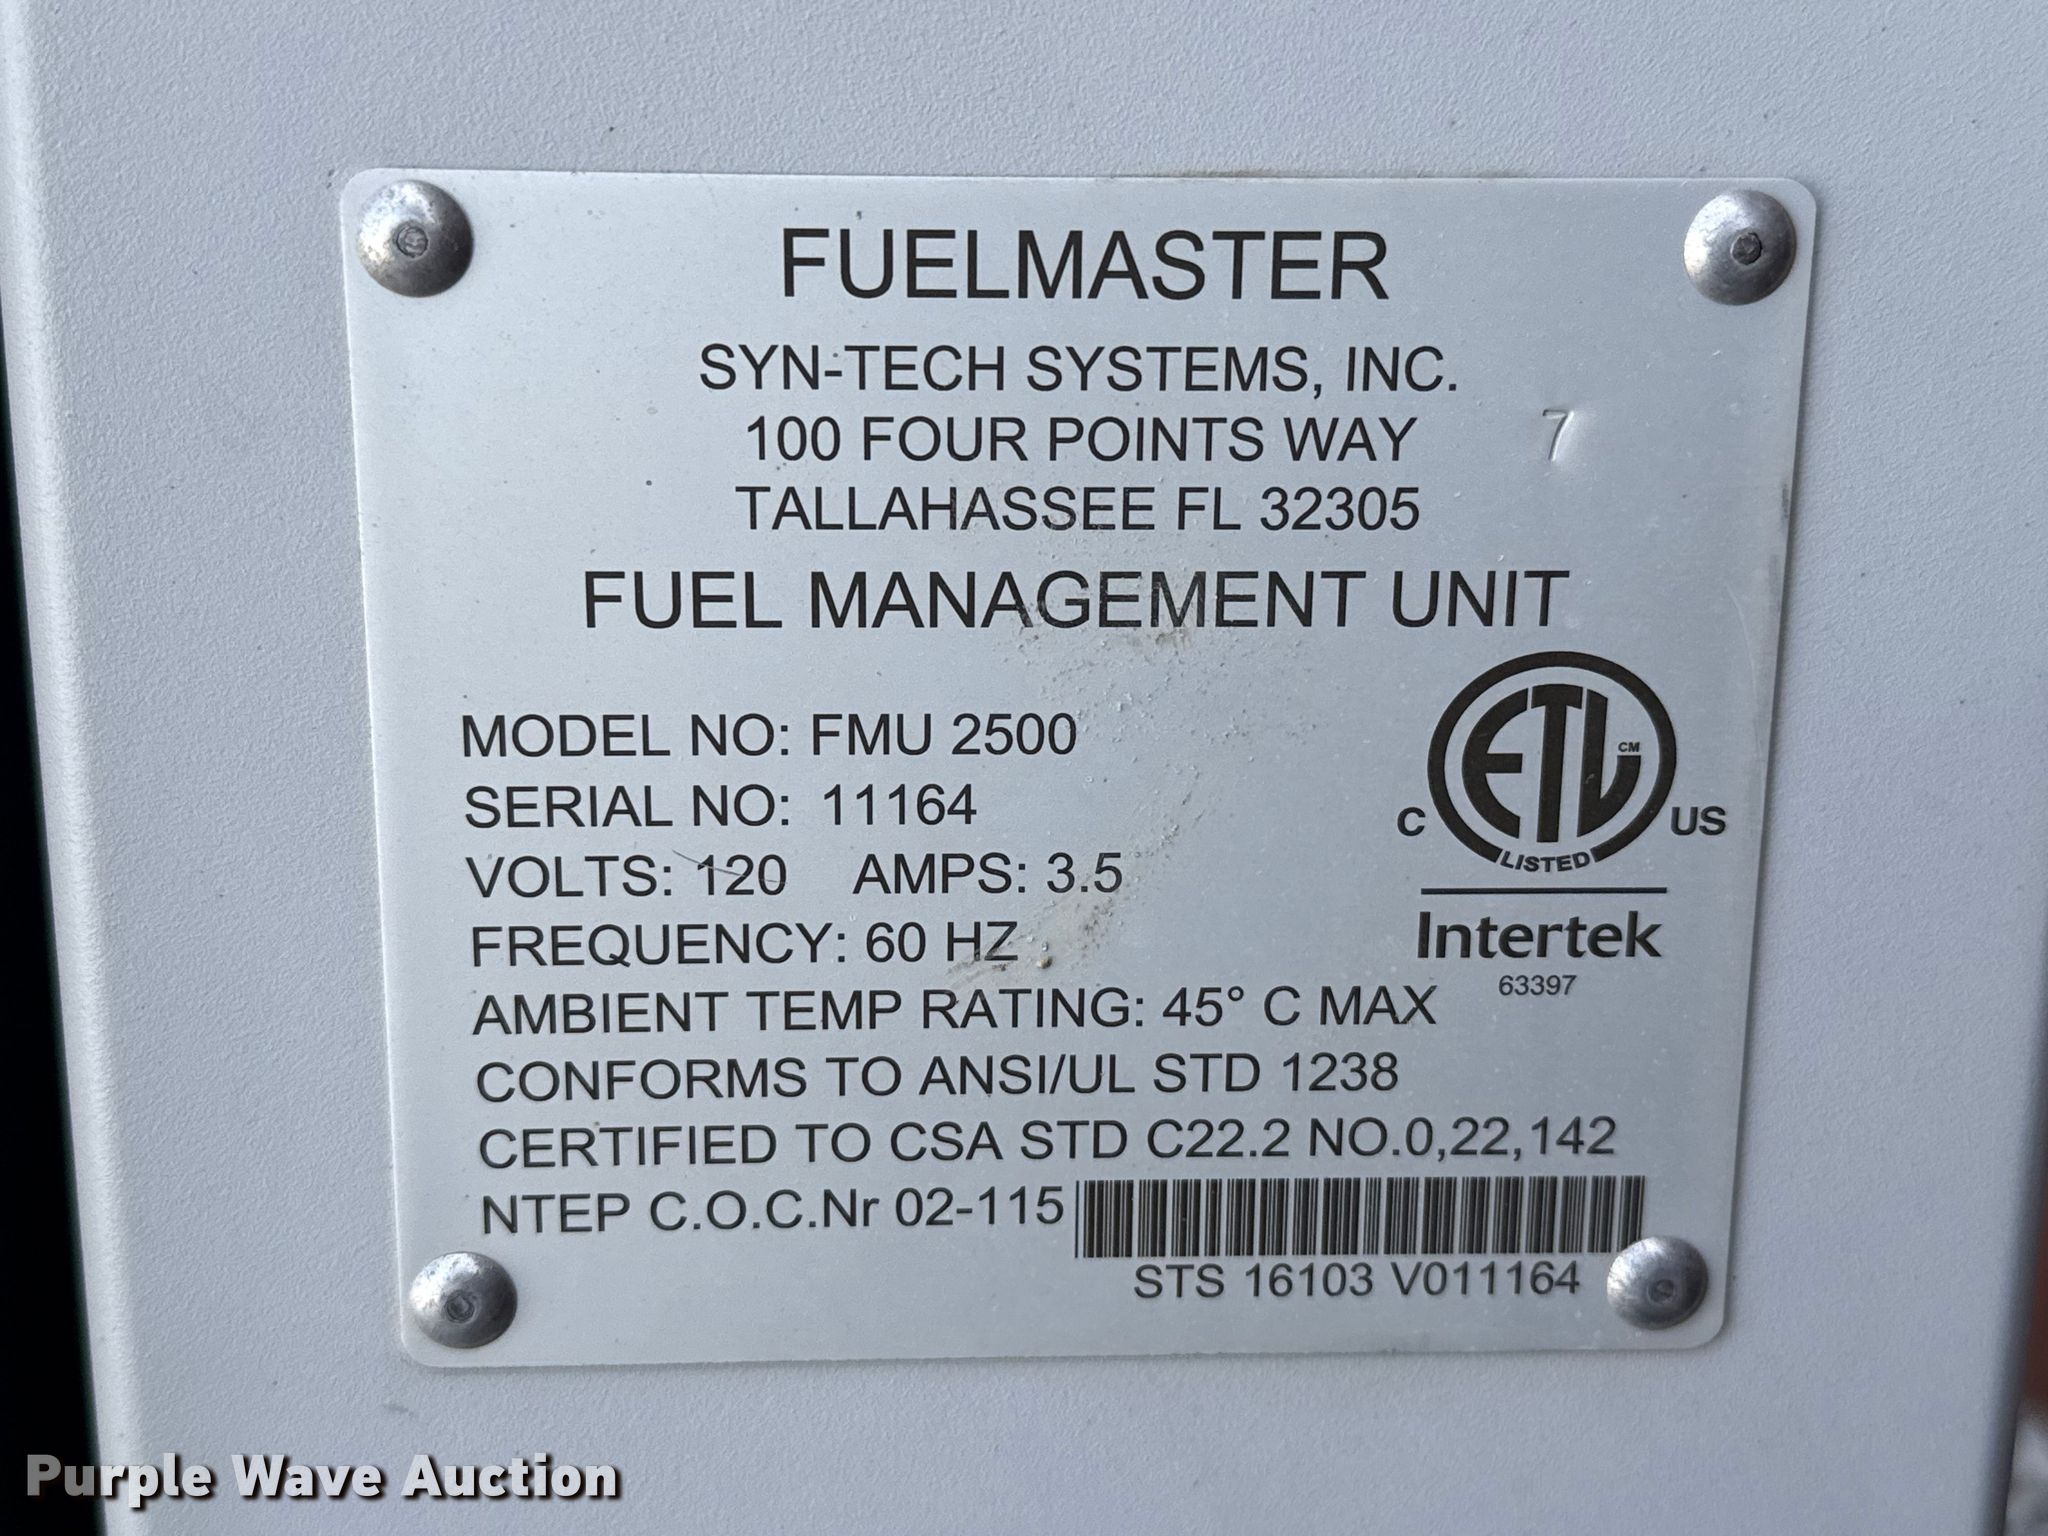 FUELMASTER
SYN-TECH SYSTEMS, INC.
100 FOUR POINTS WAY 7
TALLAHASSEE FL 32305
FUEL MANAGEMENT UNIT
MODEL NO: FMU 2500
SERIAL NO: 11164
VOLTS: 120 AMPS: 3.5
FREQUENCY: 60 HZ
AMBIENT TEMP RATING: 45° C MAX
CONFORMS TO ANSI/UL STD 1238
CERTIFIED TO CSA STD C22.2 NO.0,22,142
NTEP C.O.C.Nr 02-115
STS 16103 V011164
ETL CM
C US
LISTED
Intertek
63397
Purple Wave Auction